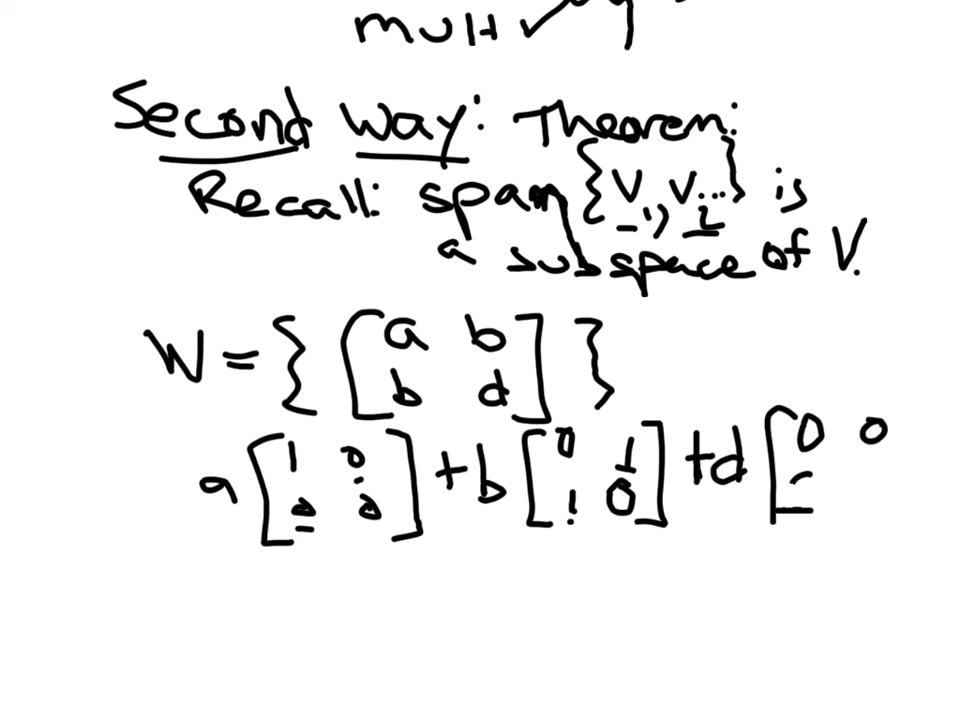 mult ✓
Second way: Theorem:
Recall: span {V₁, V₂...} is
a subspace of V.
W = { [a b
b d] }
a [1 0
0 0] + b [0 1
1 0] + d [0 0